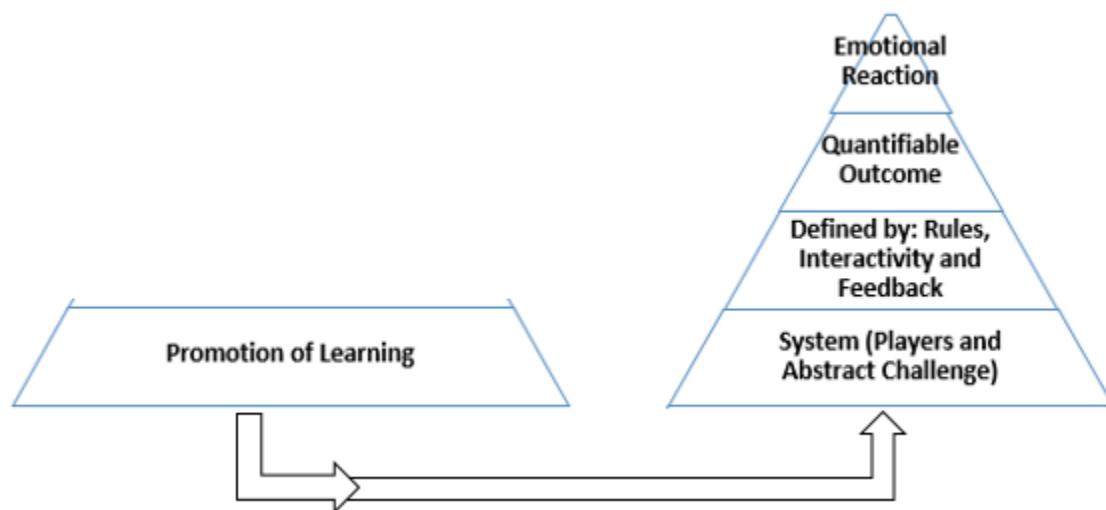 Emotional
Reaction
Quantifiable
Outcome
Defined by: Rules,
Interactivity and
Feedback
Promotion of Learning
System (Players and
Abstract Challenge)